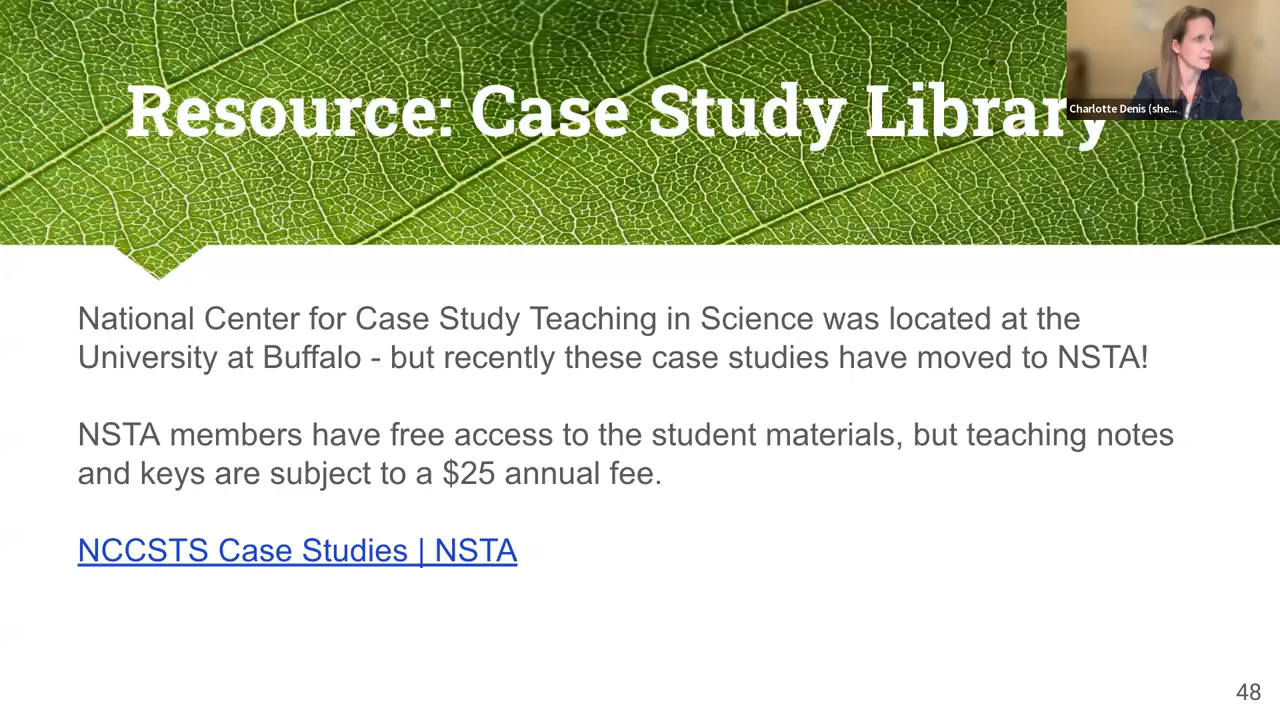 Resource: Case Study Library
Charlotte Denis (she...
National Center for Case Study Teaching in Science was located at the
University at Buffalo - but recently these case studies have moved to NSTA!
NSTA members have free access to the student materials, but teaching notes
and keys are subject to a $25 annual fee.
NCCSTS Case Studies | NSTA
48